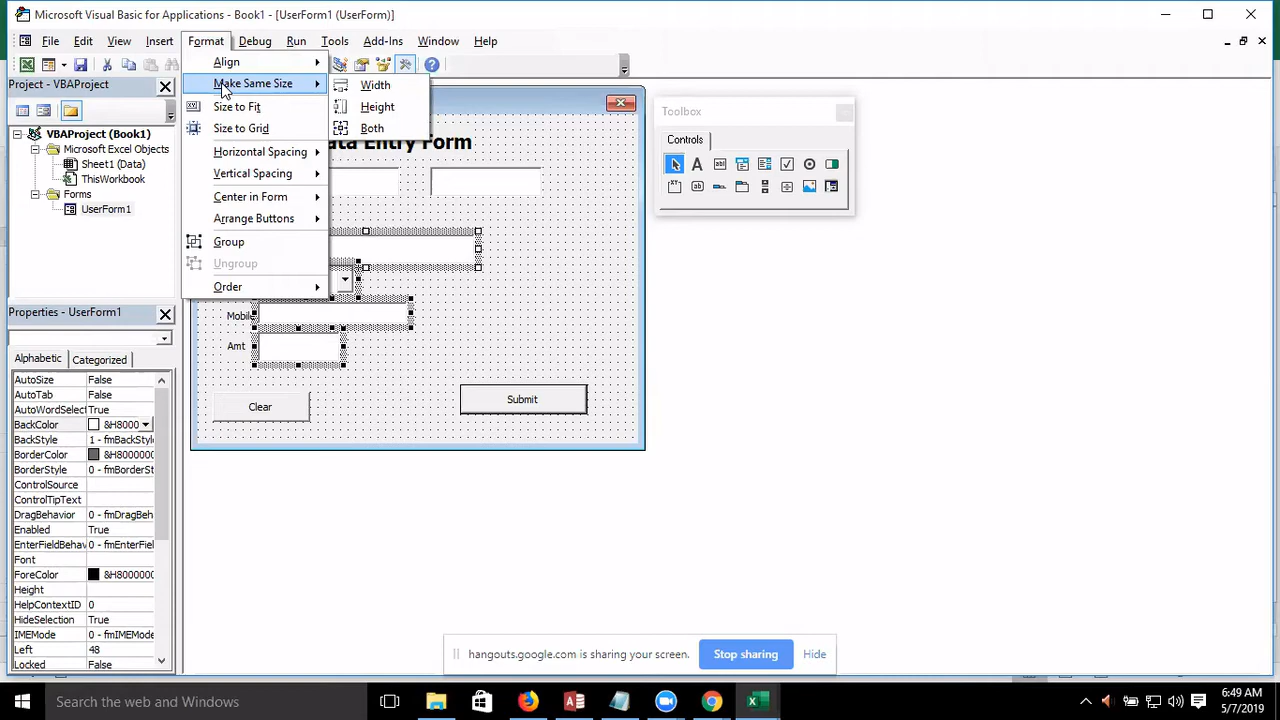 Microsoft Visual Basic for Applications - Book1 - [UserForm1 (UserForm)]
File Edit View Insert Format Debug Run Tools Add-Ins Window Help
Project - VBAProject
VBAProject (Book1)
Microsoft Excel Objects
Sheet1 (Data)
ThisWorkbook
Forms
UserForm1
Align
Make Same Size
Size to Fit
Size to Grid
Horizontal Spacing
Vertical Spacing
Center in Form
Arrange Buttons
Group
Ungroup
Order
Width
Height
Both
ata Entry Form
Mobile
Amt
Clear
Submit
Toolbox
Controls
Properties - UserForm1
Alphabetic Categorized
AutoSize False
AutoTab False
AutoWordSelect True
BackColor &H8000
BackStyle 1 - fmBackStyl
BorderColor &H8000000
BorderStyle 0 - fmBorderSt
ControlSource
ControlTipText
DragBehavior 0 - fmDragBeh
Enabled True
EnterFieldBehav 0 - fmEnterFiel
Font
ForeColor &H8000000
Height
HelpContextID 0
HideSelection True
IMEMode 0 - fmIMEMode
Left 48
Locked False
hangouts.google.com is sharing your screen. Stop sharing Hide
Search the web and Windows
6:49 AM
5/7/2019